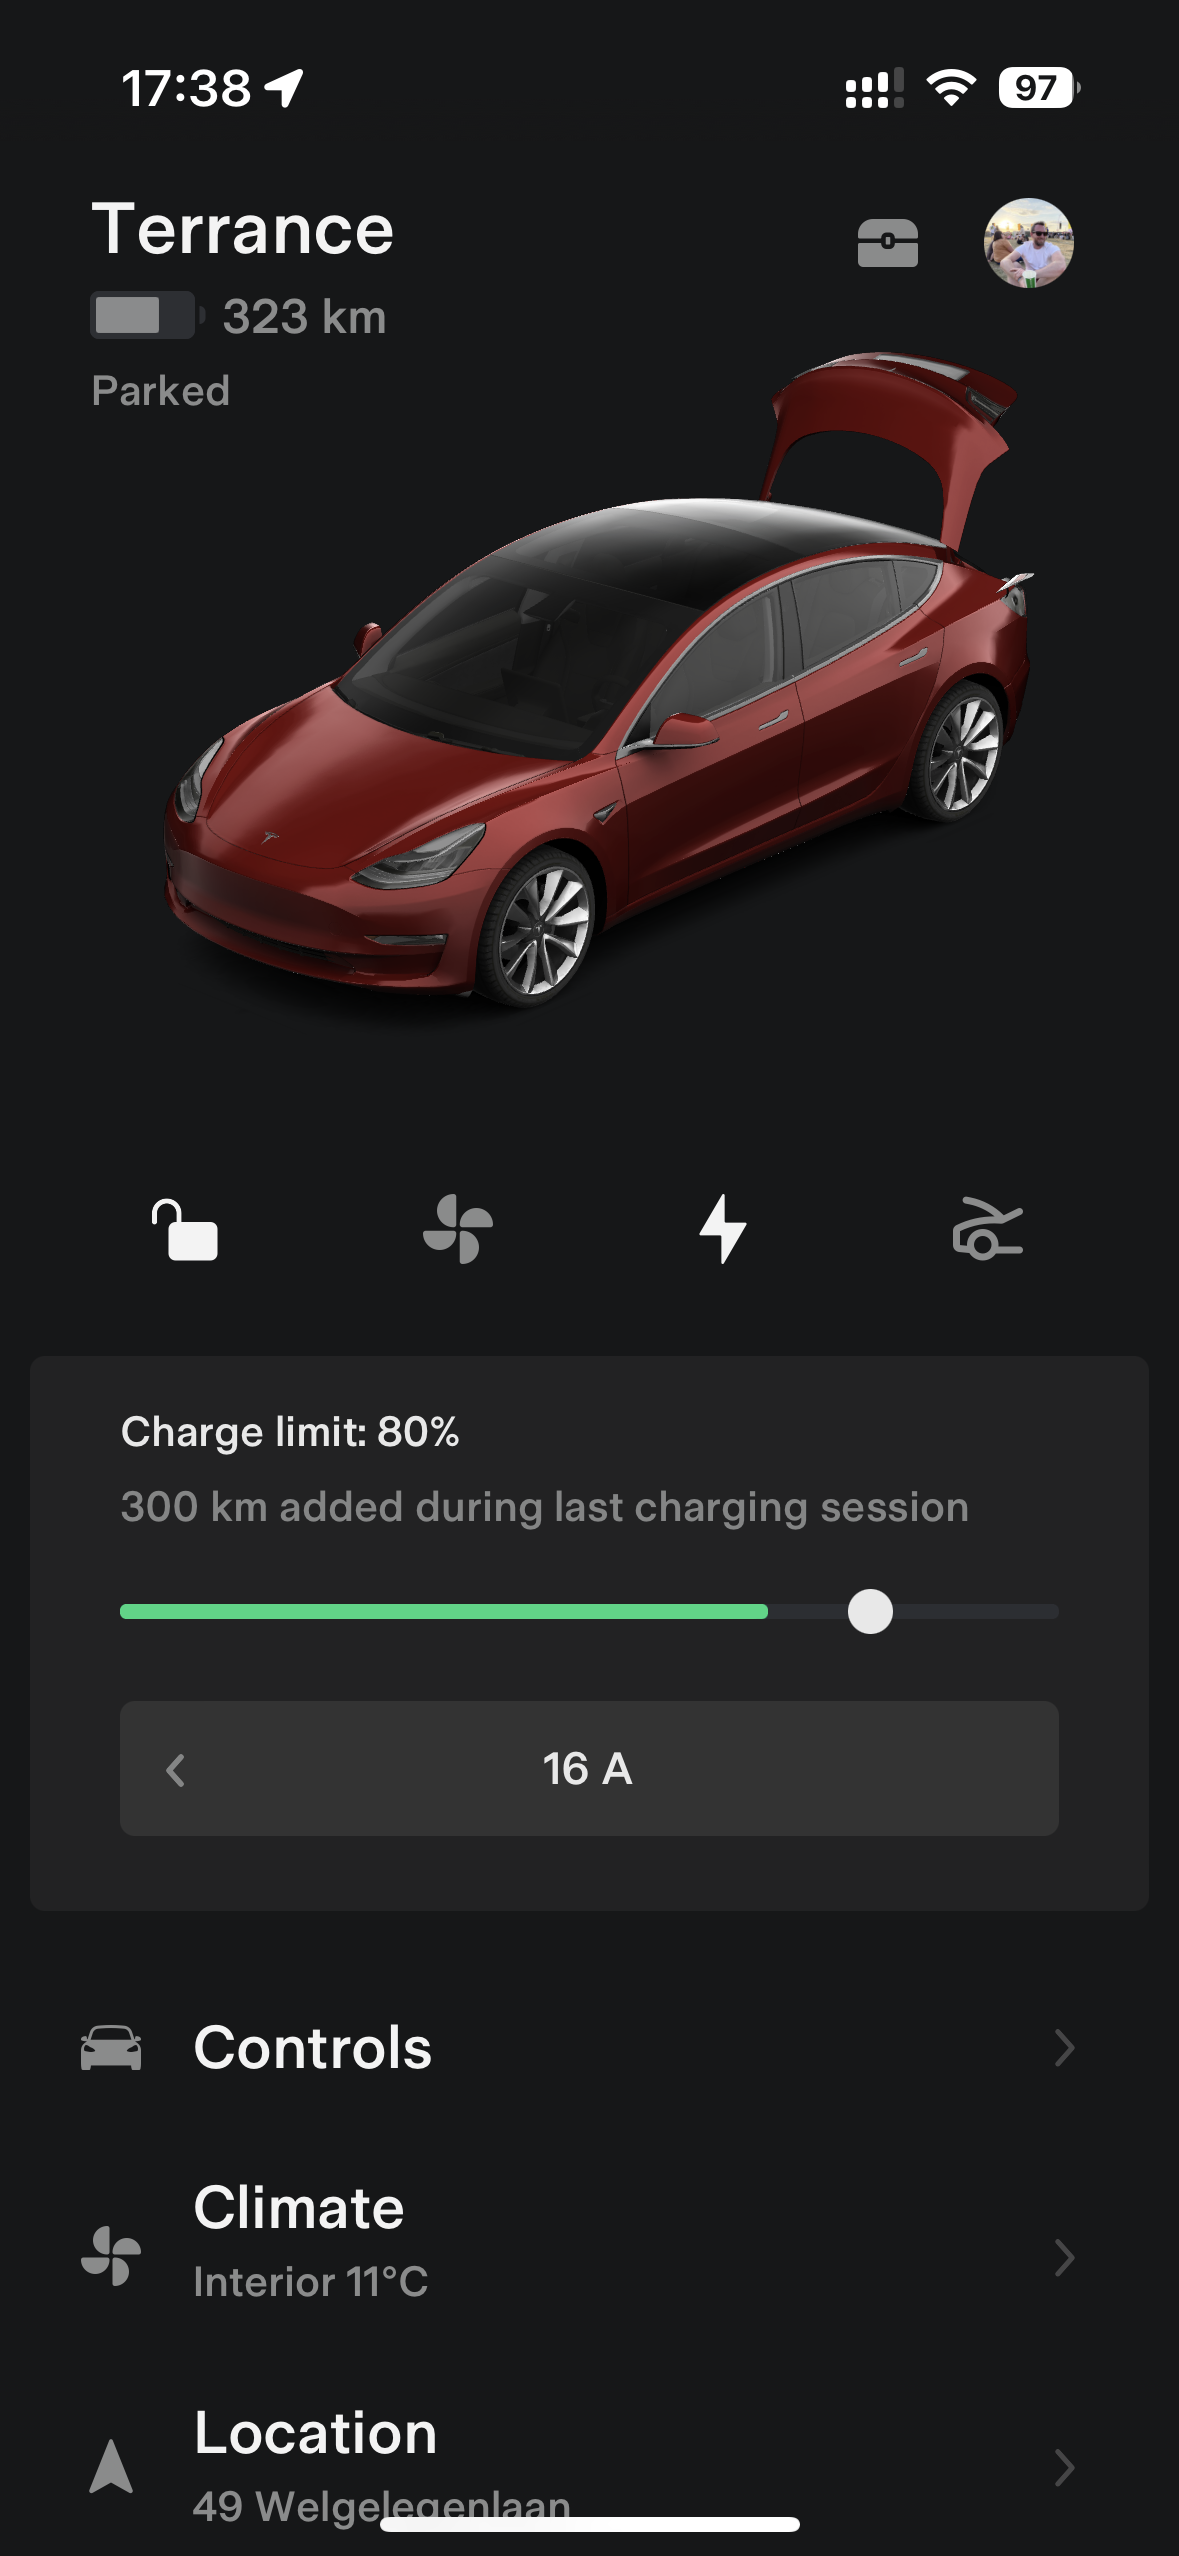 17:38
97
Terrance
323 km
Parked
Charge limit: 80%
300 km added during last charging session
16 A
Controls
Climate
Interior 11°C
Location
49 Welgelegenlaan